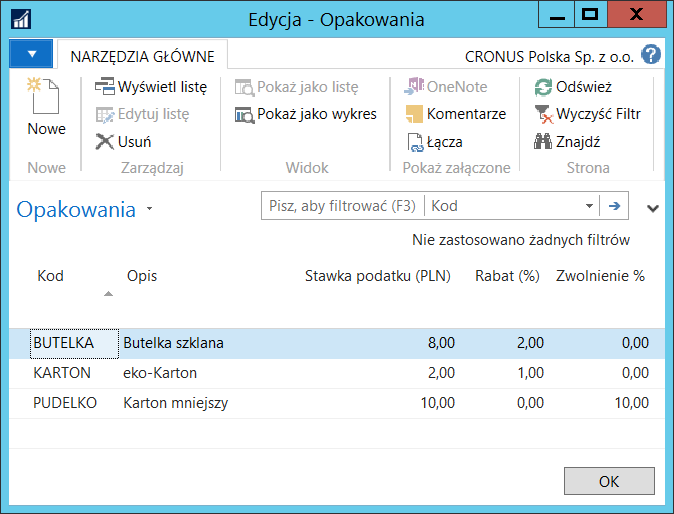 Edycja - Opakowania
NARZĘDZIA GŁÓWNE
CRONUS Polska Sp. z o.o.
?
Nowe
Wyświetl listę
Edytuj listę
Usuń
Pokaż jako listę
Pokaż jako wykres
OneNote
Komentarze
Łącza
Odśwież
Wyczyść Filtr
Znajdź
Nowe
Zarządzaj
Widok
Pokaż załączone
Strona
Opakowania
Pisz, aby filtrować (F3)
Kod
Nie zastosowano żadnych filtrów
Kod Opis Stawka podatku (PLN) Rabat (%) Zwolnienie %
BUTELKA Butelka szklana 8,00 2,00 0,00
KARTON eko-Karton 2,00 1,00 0,00
PUDELKO Karton mniejszy 10,00 0,00 10,00
OK